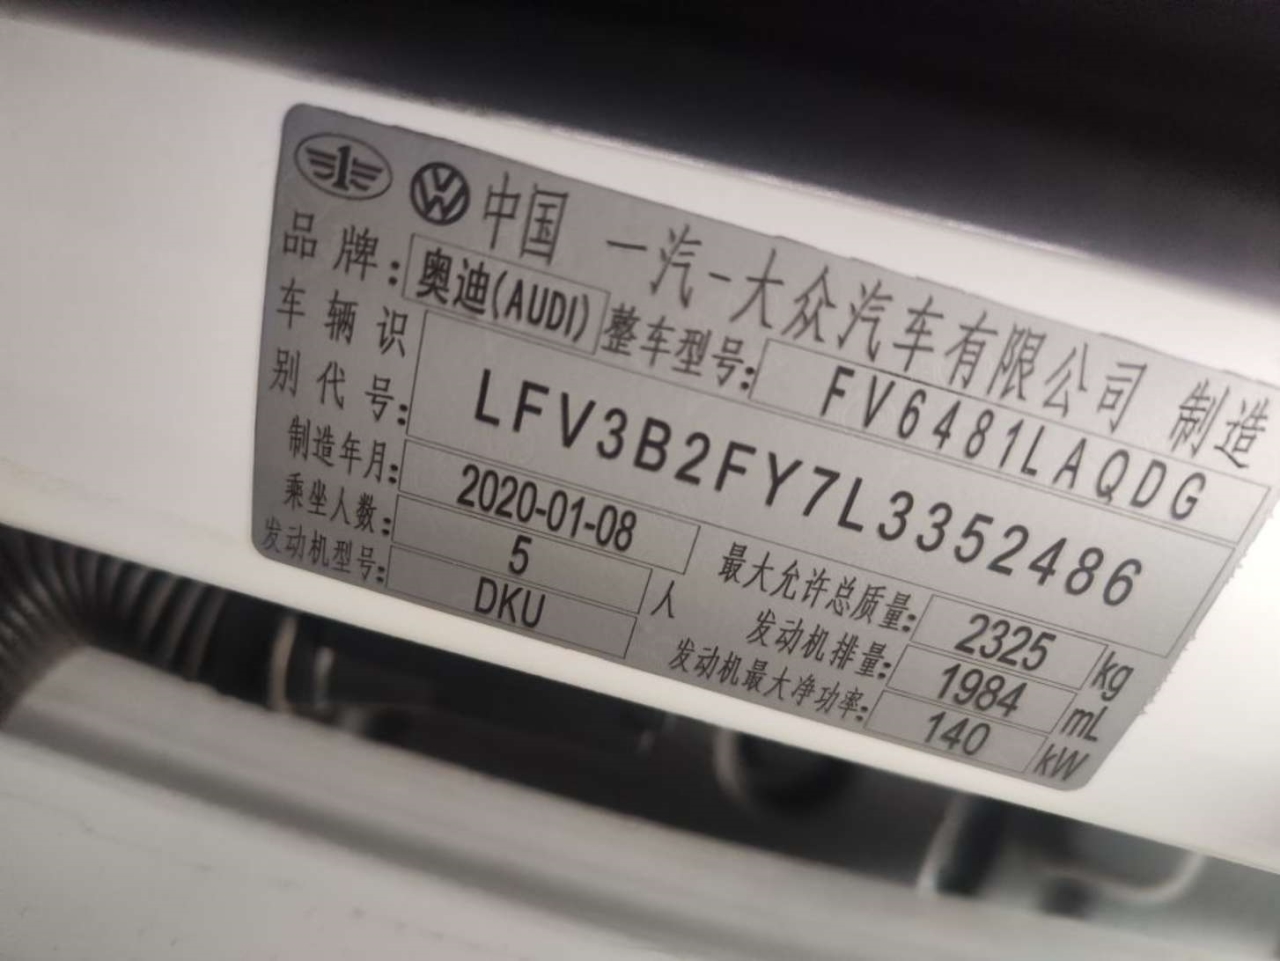 中国 一汽-大众汽车有限公司 制造
品牌: 奥迪(AUDI) 整车型号: FV6481LAQDG
车辆识别代号: LFV3B2FY7L3352486
制造年月: 2020-01-08 最大允许总质量: 2325 kg
乘坐人数: 5 人 发动机排量: 1984 mL
发动机型号: DKU 发动机最大净功率: 140 kW